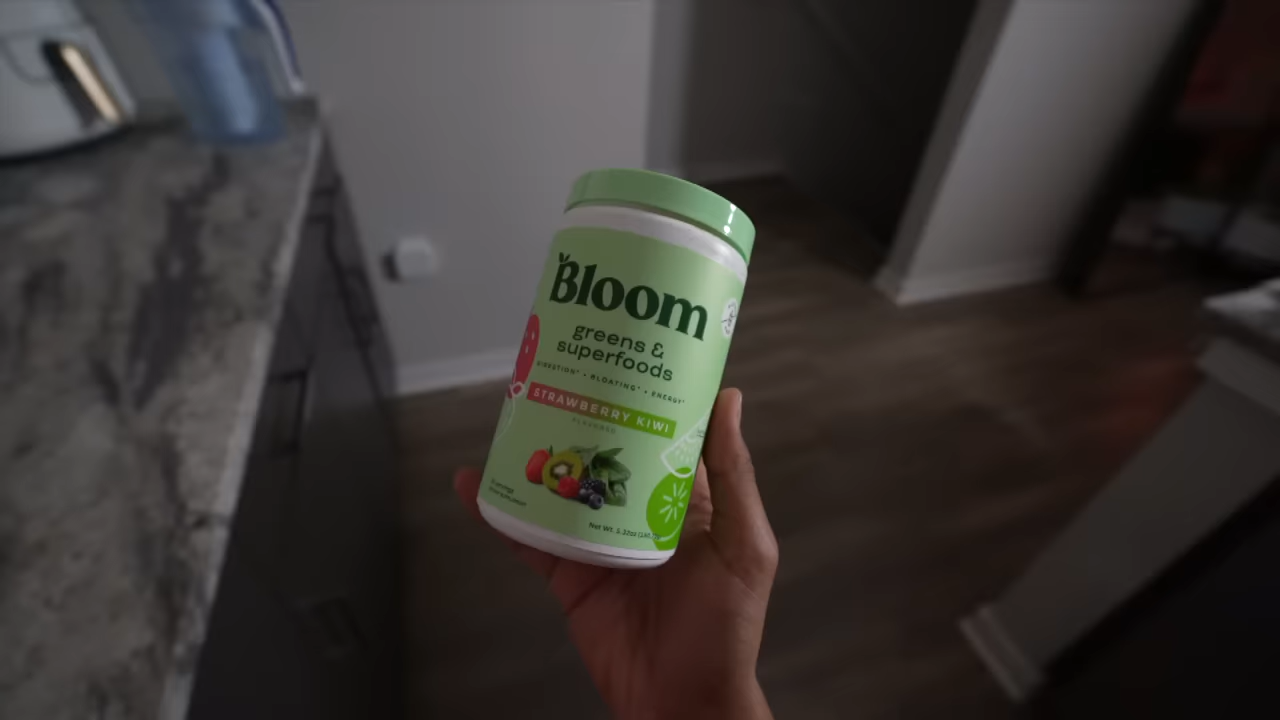 Bloom
greens &
superfoods
DIGESTION* • BLOATING* • ENERGY*
STRAWBERRY KIWI
FLAVORED
Net Wt.